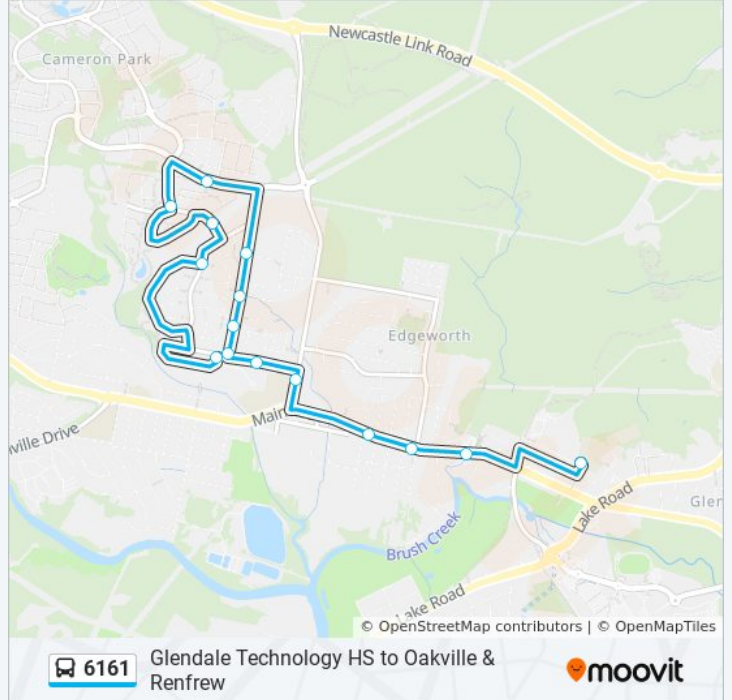 Newcastle Link Road
Cameron Park
Edgeworth
Main
ville Drive
Lake Road
Glen
Brush Creek
Lake Road
© OpenStreetMap contributors | © OpenMapTiles
6161
Glendale Technology HS to Oakville &
Renfrew
moovit